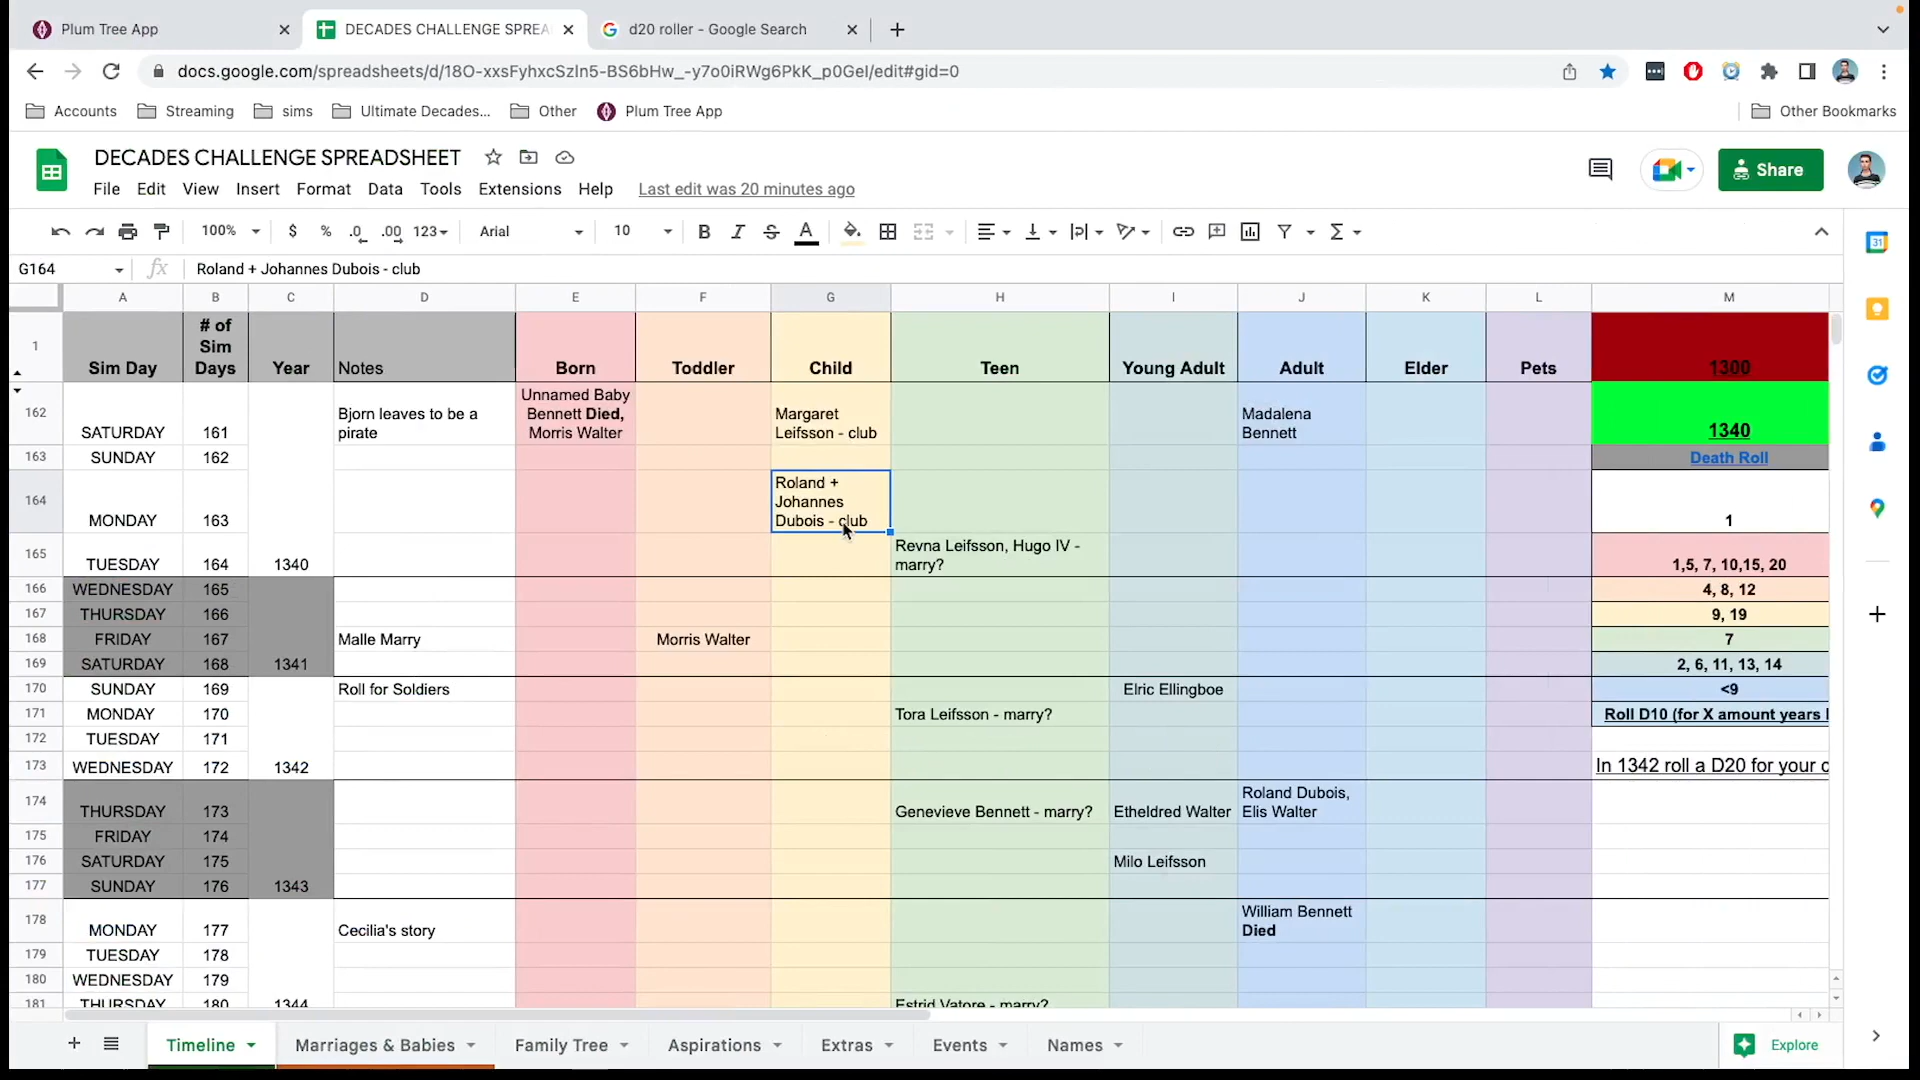 Plum Tree App
DECADES CHALLENGE SPREA
d20 roller - Google Search
docs.google.com/spreadsheets/d/18O-xxsFyhxcSzIn5-BS6bHw_-y7o0iRWg6PkK_p0GeI/edit#gid=0
Accounts Streaming sims Ultimate Decades... Other Plum Tree App Other Bookmarks
DECADES CHALLENGE SPREADSHEET
File Edit View Insert Format Data Tools Extensions Help Last edit was 20 minutes ago
Share
100% $ % .0 .00 123 Arial 10 B I S A
G164 fx Roland + Johannes Dubois - club
A B C D E F G H I J K L M
1 Sim Day # of Sim Days Year Notes Born Toddler Child Teen Young Adult Adult Elder Pets 1300
162 SATURDAY 161 Bjorn leaves to be a pirate Unnamed Baby Bennett Died, Morris Walter Margaret Leifsson - club Madalena Bennett 1340
163 SUNDAY 162 Death Roll
164 MONDAY 163 Roland + Johannes Dubois - club 1
165 TUESDAY 164 1340 Revna Leifsson, Hugo IV - marry? 1,5, 7, 10,15, 20
166 WEDNESDAY 165 4, 8, 12
167 THURSDAY 166 9, 19
168 FRIDAY 167 Malle Marry Morris Walter 7
169 SATURDAY 168 1341 2, 6, 11, 13, 14
170 SUNDAY 169 Roll for Soldiers Elric Ellingboe <9
171 MONDAY 170 Tora Leifsson - marry? Roll D10 (for X amount years
172 TUESDAY 171
173 WEDNESDAY 172 1342 In 1342 roll a D20 for your
174 THURSDAY 173 Genevieve Bennett - marry? Etheldred Walter Roland Dubois, Elis Walter
175 FRIDAY 174
176 SATURDAY 175 Milo Leifsson
177 SUNDAY 176 1343
178 MONDAY 177 Cecilia's story William Bennett Died
179 TUESDAY 178
180 WEDNESDAY 179
181 THURSDAY 180 1344 Estrid Vatore - marry?
Timeline Marriages & Babies Family Tree Aspirations Extras Events Names Explore
31